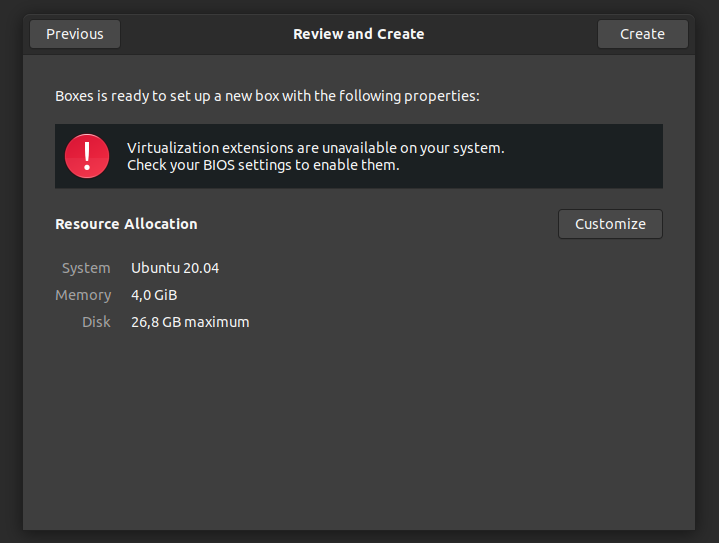 Previous
Review and Create
Create
Boxes is ready to set up a new box with the following properties:
Virtualization extensions are unavailable on your system.
Check your BIOS settings to enable them.
Resource Allocation
Customize
System Ubuntu 20.04
Memory 4,0 GiB
Disk 26,8 GB maximum